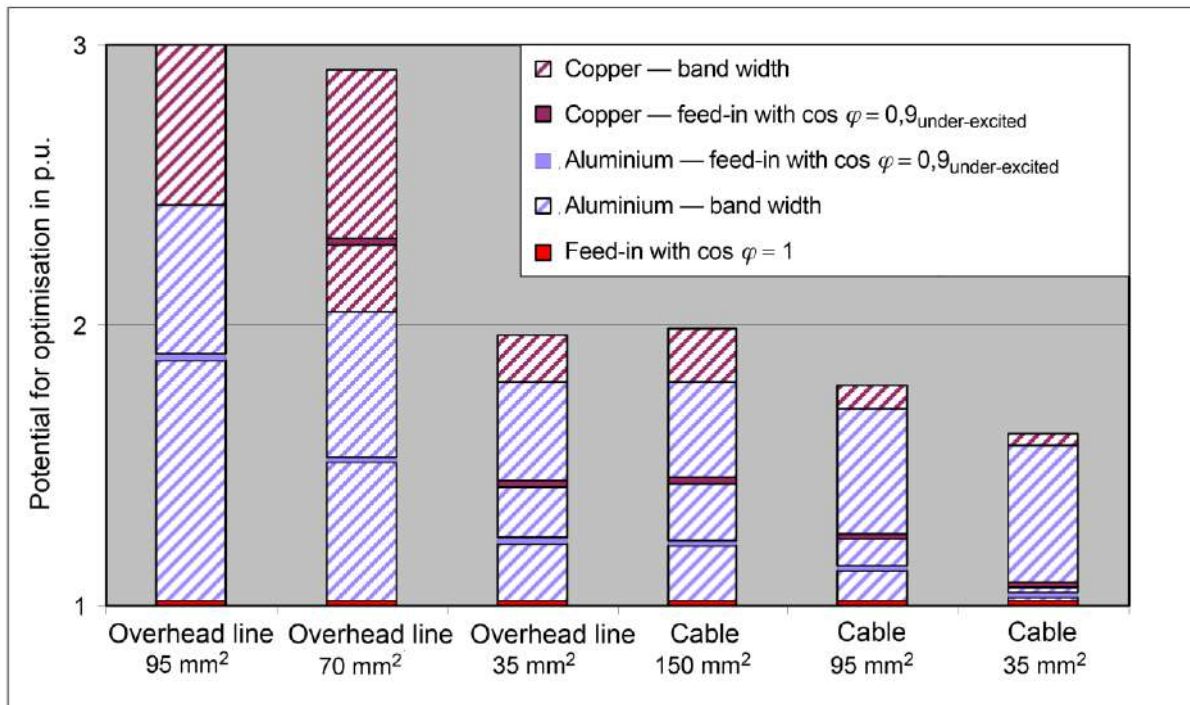 3
2
1
Potential for optimisation in p.u.
Copper — band width
Copper — feed-in with cos φ = 0,9under-excited
Aluminium — feed-in with cos φ = 0,9under-excited
Aluminium — band width
Feed-in with cos φ = 1
Overhead line
95 mm²
Overhead line
70 mm²
Overhead line
35 mm²
Cable
150 mm²
Cable
95 mm²
Cable
35 mm²